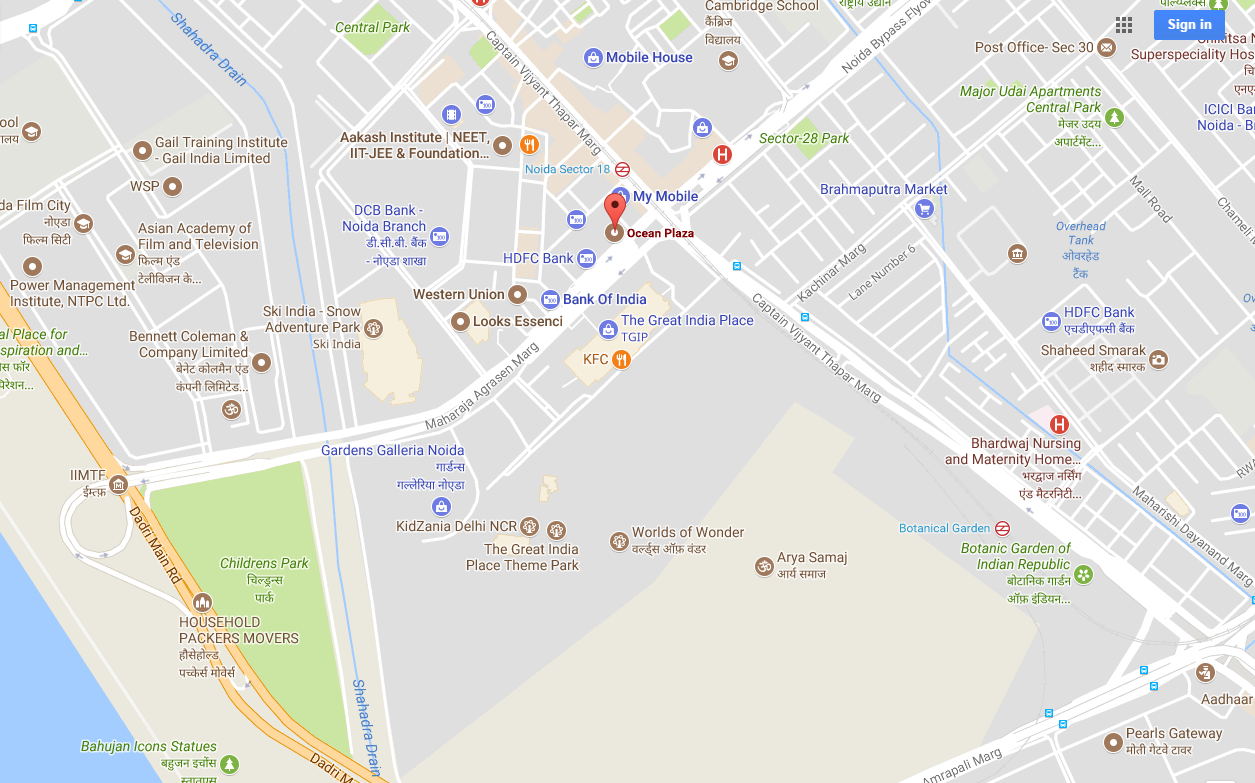 Central Park
Cambridge School
कैंब्रिज
विद्यालय
Sign in
Shahadra Drain
Captain Vijyant Thapar Marg
Mobile House
Noida Bypass Flyov
Post Office- Sec 30
Superspeciality Hos
Major Udai Apartments
Central Park
मेजर उदय
अपार्टमेंट...
ICICI Ban
Noida - B
Gail Training Institute
- Gail India Limited
Aakash Institute | NEET,
IIT-JEE & Foundation...
Sector-28 Park
Noida Sector 18
WSP
My Mobile
Brahmaputra Market
Mall Road
Chameli
da Film City
नोएडा
फिल्म सिटी
DCB Bank -
Noida Branch
डी.सी.बी. बैंक
- नोएडा शाखा
Asian Academy of
Film and Television
फिल्म एंड
टेलीविजन के...
Ocean Plaza
Overhead
Tank
ओवरहेड
टैंक
HDFC Bank
Kachinar Marg
Lane Number 6
Power Management
Institute, NTPC Ltd.
Western Union
Bank Of India
Captain Vijyant Thapar Marg
Ski India - Snow
Adventure Park
Ski India
Looks Essenci
The Great India Place
TGIP
HDFC Bank
एचडीएफसी बैंक
al Place for
spiration and...
Bennett Coleman &
Company Limited
बेनेट कोलमैन एंड
कंपनी लिमिटेड...
KFC
Shaheed Smarak
शहीद स्मारक
Maharaja Agrasen Marg
Gardens Galleria Noida
गार्डन्स
गल्लेरिया नोएडा
Bhardwaj Nursing
and Maternity Home...
भरद्वाज नर्सिंग
एंड मैटरनिटी...
IIMTF
ईम्तफ़
RWA
Maharishi Dayanand Marg
KidZania Delhi NCR
The Great India
Place Theme Park
Worlds of Wonder
वर्ल्ड्स ऑफ़ वंडर
Botanical Garden
Dadri Main Rd
Childrens Park
चिल्ड्रन्स
पार्क
Arya Samaj
आर्य समाज
Botanic Garden of
Indian Republic
बोटानिक गार्डन
ऑफ़ इंडियन...
HOUSEHOLD
PACKERS MOVERS
हौसेहोल्ड
पच्केर्स मोवेर्स
Shahadra Drain
Aadhaar
Bahujan Icons Statues
बहुजन इचोंस
Dadri M
Amrapali Marg
Pearls Gateway
मोती गेटवे टावर